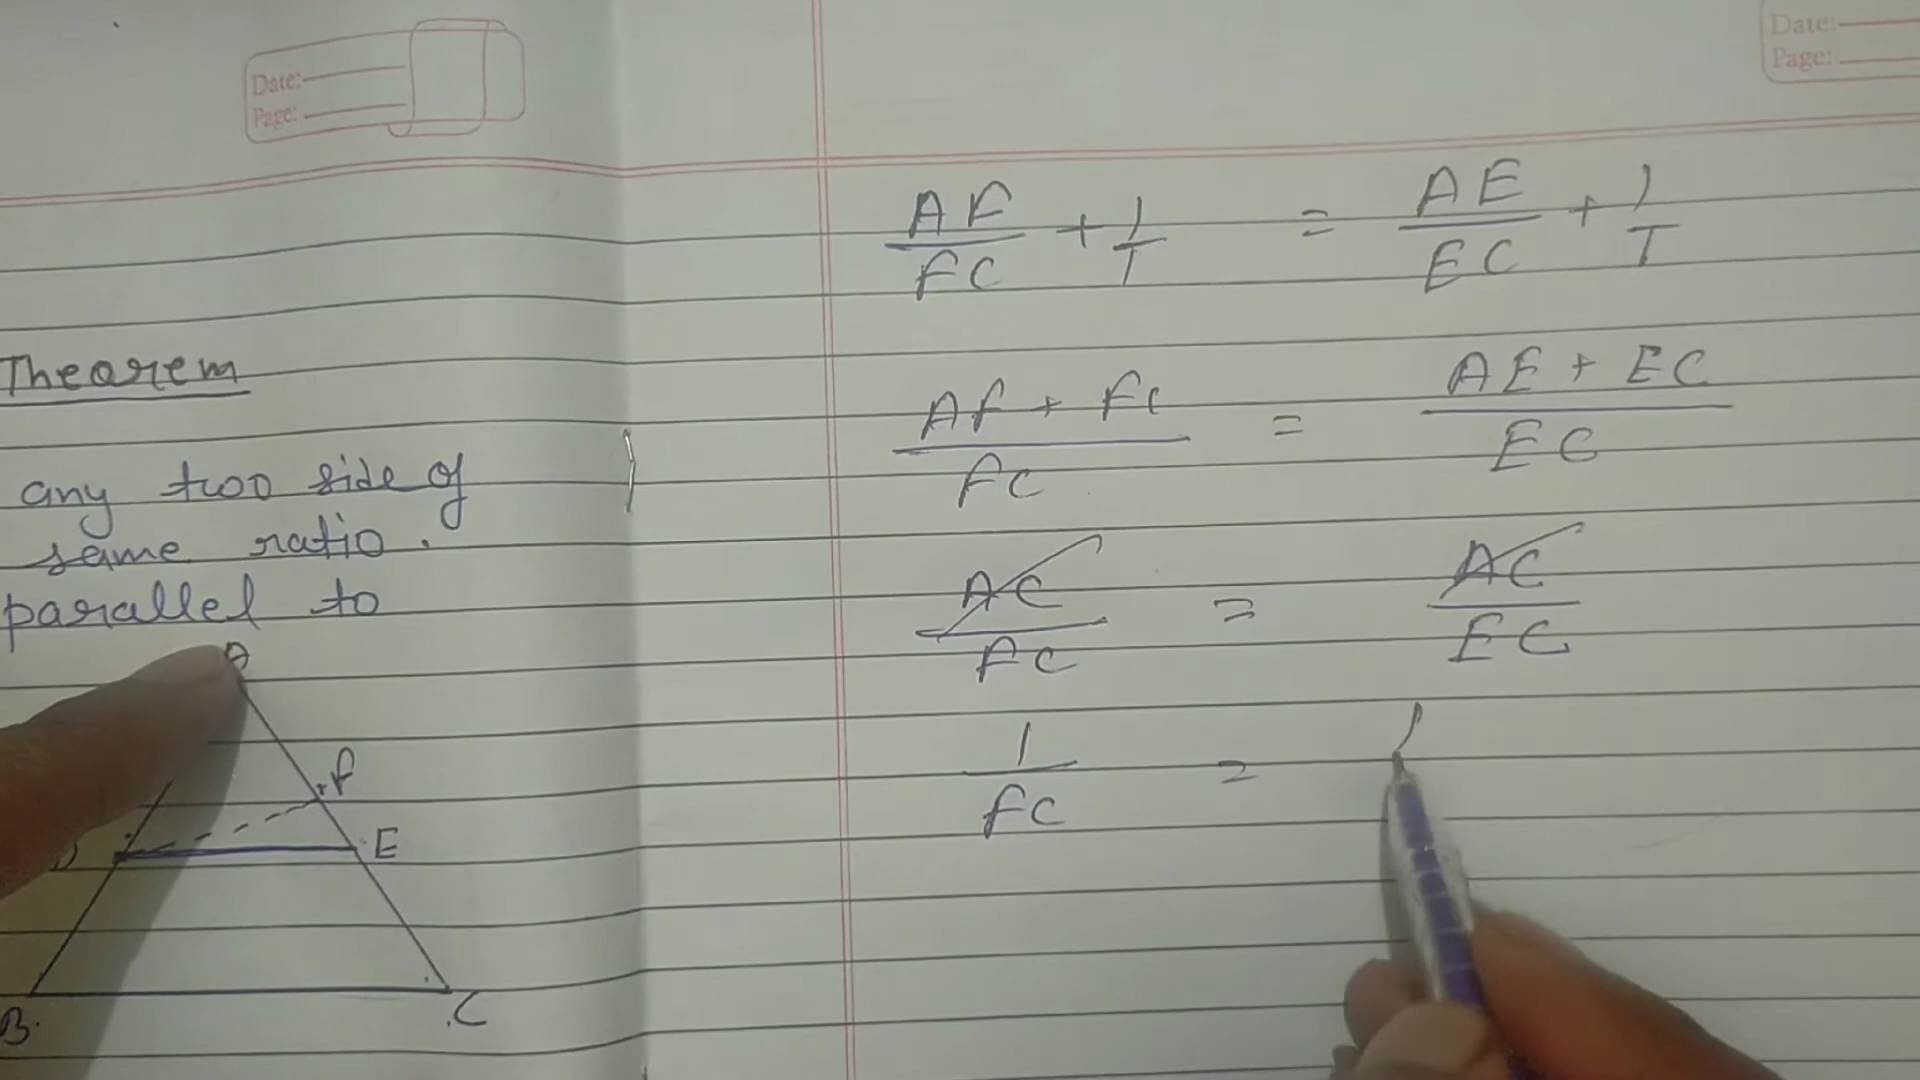 Date:
Page:
Theorem
any two side of
same ratio.
parallel to
A
F
D
E
B.
.C
Date:
Page:
AF/FC + 1/1 = AE/EC + 1/1
AF + FC/FC = AE + EC/EC
AC/FC = AC/EC
1/FC = 1